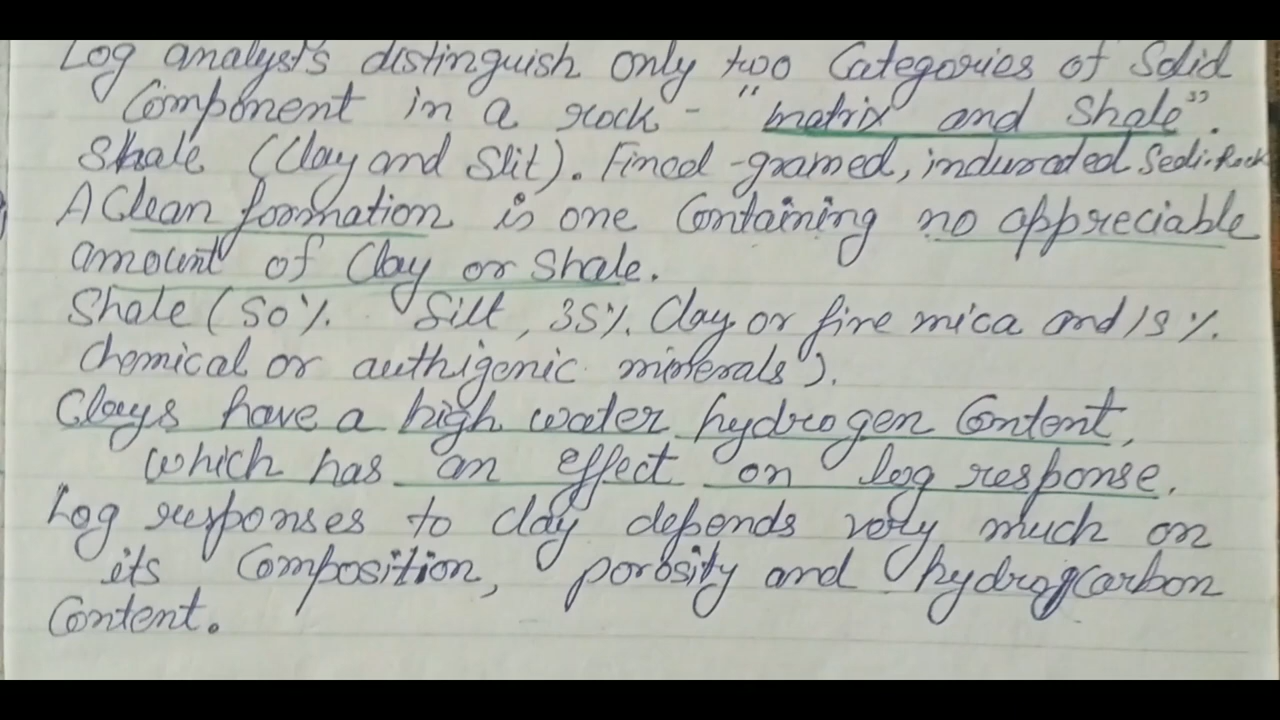 Log analysts distinguish only two Categories of Solid
Component in a rock - "matrix and Shale".
Shale (Clay and Slit). Fined-grained, indurated Sedi. Rock
A Clean formation is one Containing no appreciable
amount of Clay or Shale.
Shale (50% Silt, 35% Clay or fine mica and 15%
Chemical or authigenic minerals).
Clays have a high water hydrogen Content,
which has an effect on log response.
Log responses to clay depends very much on
its Composition, porosity and hydrogcarbon
Content.